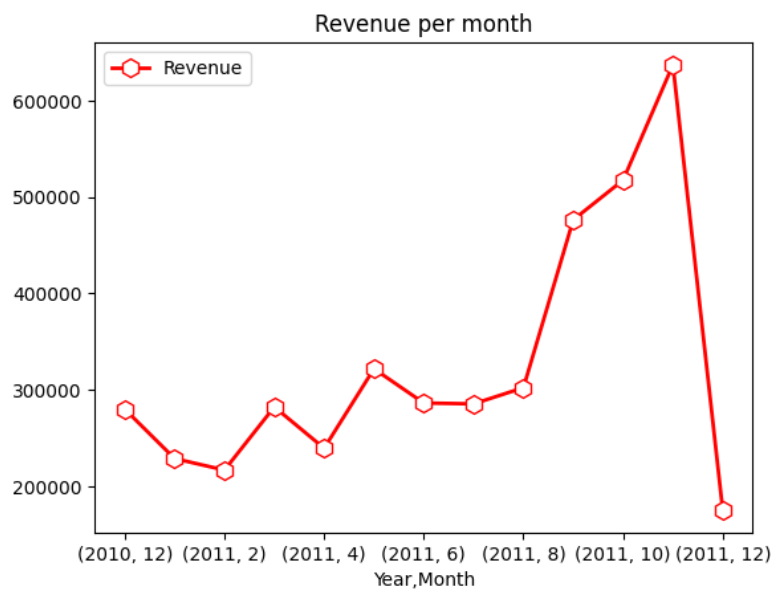 Revenue per month
Revenue
600000
500000
400000
300000
200000
(2010, 12) (2011, 2) (2011, 4) (2011, 6) (2011, 8) (2011, 10) (2011, 12)
Year,Month